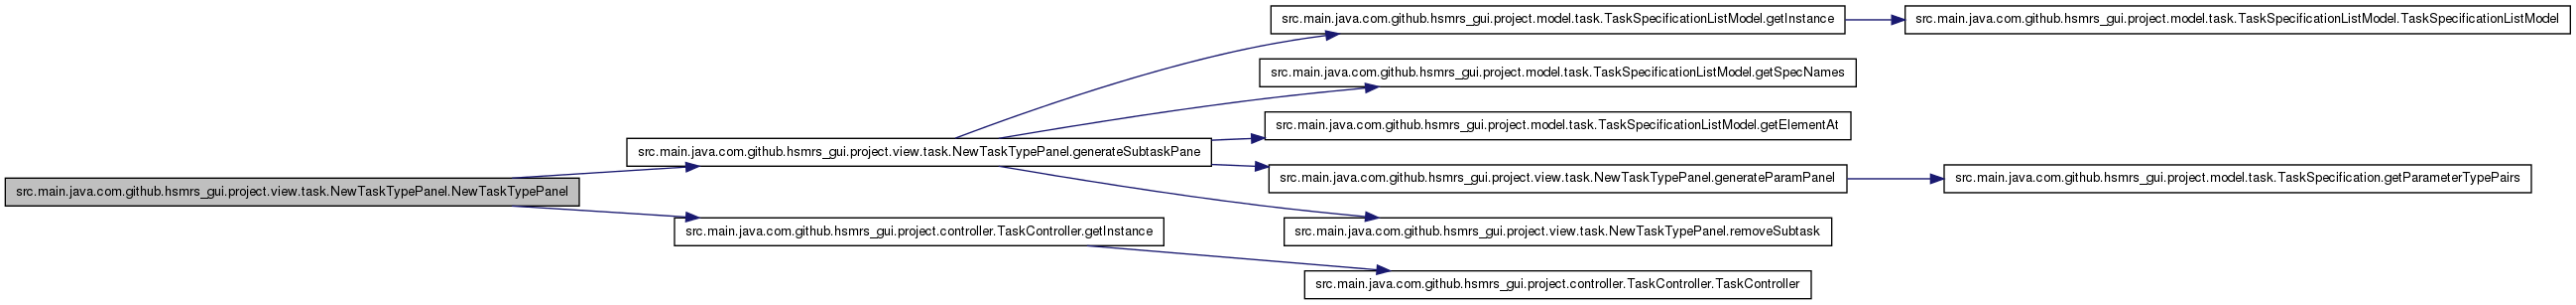 src.main.java.com.github.hsmrs_gui.project.model.task.TaskSpecificationListModel.getInstance
src.main.java.com.github.hsmrs_gui.project.model.task.TaskSpecificationListModel.TaskSpecificationListModel
src.main.java.com.github.hsmrs_gui.project.model.task.TaskSpecificationListModel.getSpecNames
src.main.java.com.github.hsmrs_gui.project.model.task.TaskSpecificationListModel.getElementAt
src.main.java.com.github.hsmrs_gui.project.view.task.NewTaskTypePanel.generateSubtaskPane
src.main.java.com.github.hsmrs_gui.project.view.task.NewTaskTypePanel.generateParamPanel
src.main.java.com.github.hsmrs_gui.project.model.task.TaskSpecification.getParameterTypePairs
src.main.java.com.github.hsmrs_gui.project.view.task.NewTaskTypePanel.NewTaskTypePanel
src.main.java.com.github.hsmrs_gui.project.controller.TaskController.getInstance
src.main.java.com.github.hsmrs_gui.project.view.task.NewTaskTypePanel.removeSubtask
src.main.java.com.github.hsmrs_gui.project.controller.TaskController.TaskController